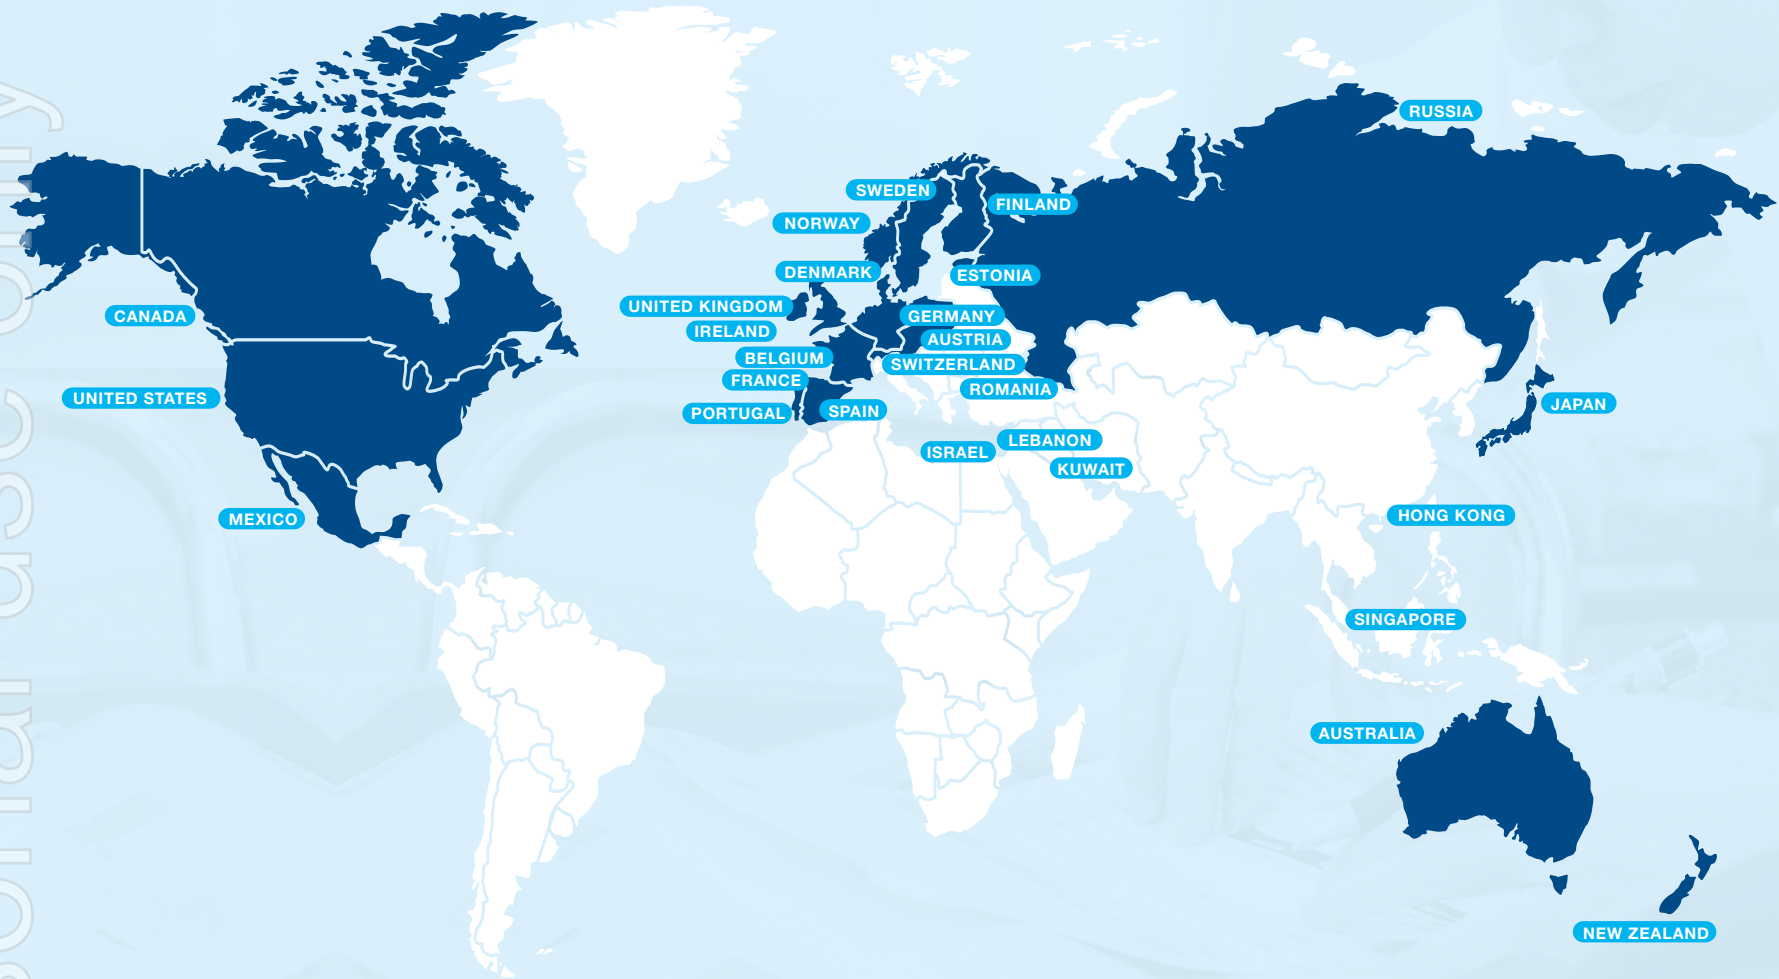 RUSSIA
SWEDEN
FINLAND
NORWAY
DENMARK
ESTONIA
UNITED KINGDOM
GERMANY
CANADA
IRELAND
AUSTRIA
BELGIUM
SWITZERLAND
FRANCE
ROMANIA
UNITED STATES
JAPAN
PORTUGAL
SPAIN
LEBANON
ISRAEL
KUWAIT
HONG KONG
MEXICO
SINGAPORE
AUSTRALIA
NEW ZEALAND